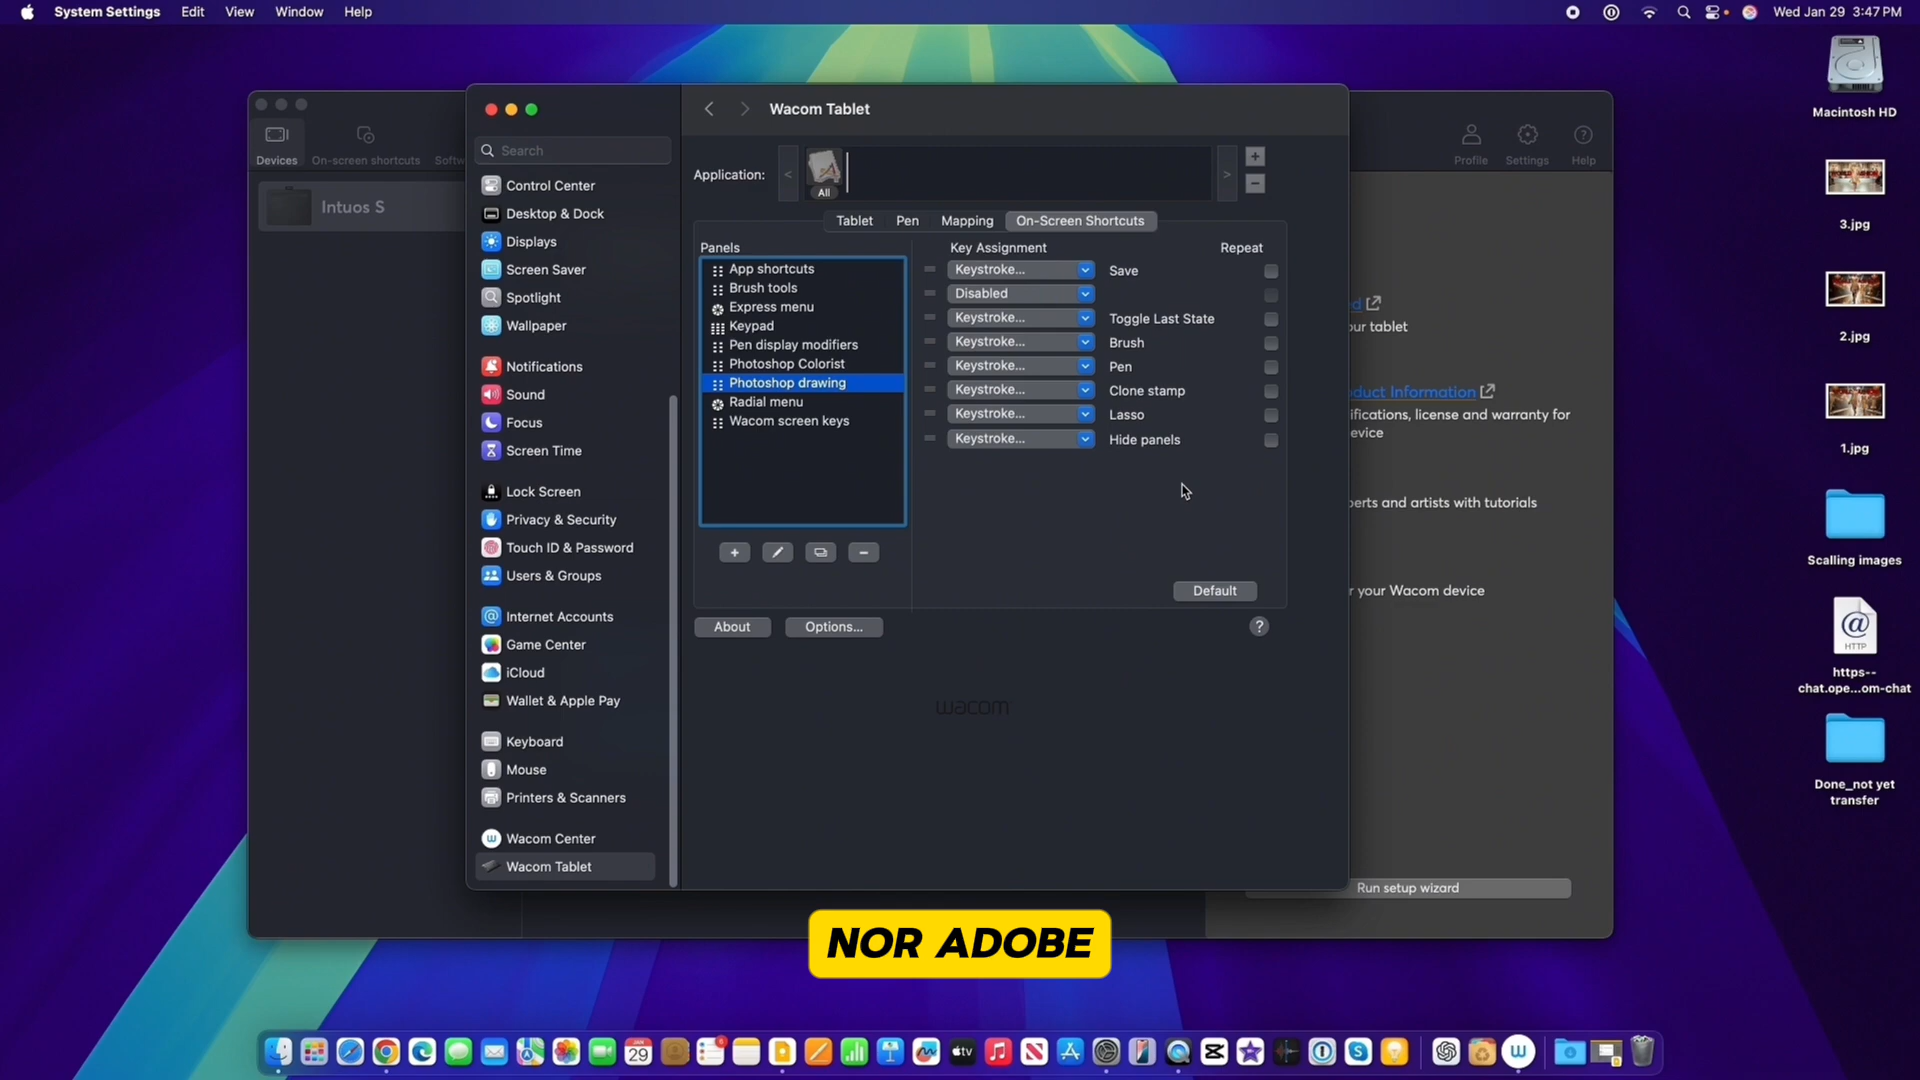 System Settings Edit View Window Help
Wed Jan 29 3:47 PM
Macintosh HD
3.jpg
2.jpg
1.jpg
Scalling images
HTTP
https--
chat.ope...om-chat
Done_not yet
transfer
Devices On-screen shortcuts Softw
Intuos S
Profile Settings Help
our tablet
oduct Information
ifications, license and warranty for
evice
perts and artists with tutorials
r your Wacom device
Run setup wizard
Search
Control Center
Desktop & Dock
Displays
Screen Saver
Spotlight
Wallpaper
Notifications
Sound
Focus
Screen Time
Lock Screen
Privacy & Security
Touch ID & Password
Users & Groups
Internet Accounts
Game Center
iCloud
Wallet & Apple Pay
Keyboard
Mouse
Printers & Scanners
Wacom Center
Wacom Tablet
Wacom Tablet
Application:
All
Tablet Pen Mapping On-Screen Shortcuts
Panels
App shortcuts
Brush tools
Express menu
Keypad
Pen display modifiers
Photoshop Colorist
Photoshop drawing
Radial menu
Wacom screen keys
Key Assignment Repeat
Keystroke... Save
Disabled
Keystroke... Toggle Last State
Keystroke... Brush
Keystroke... Pen
Keystroke... Clone stamp
Keystroke... Lasso
Keystroke... Hide panels
Default
About Options... ?
wacom
NOR ADOBE
JAN
29
tv